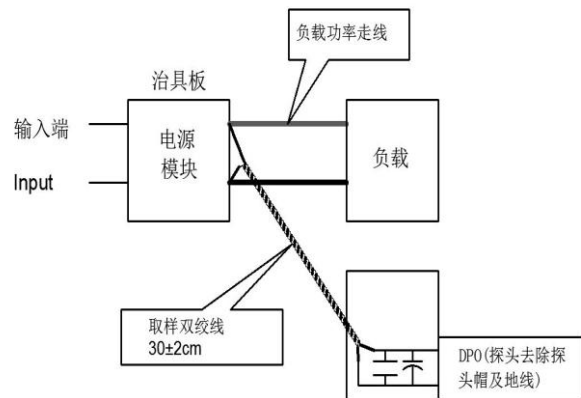 负载功率走线
治具板
输入端
Input
电源
模块
负载
取样双绞线
30±2cm
DPO(探头去除探
头帽及地线)